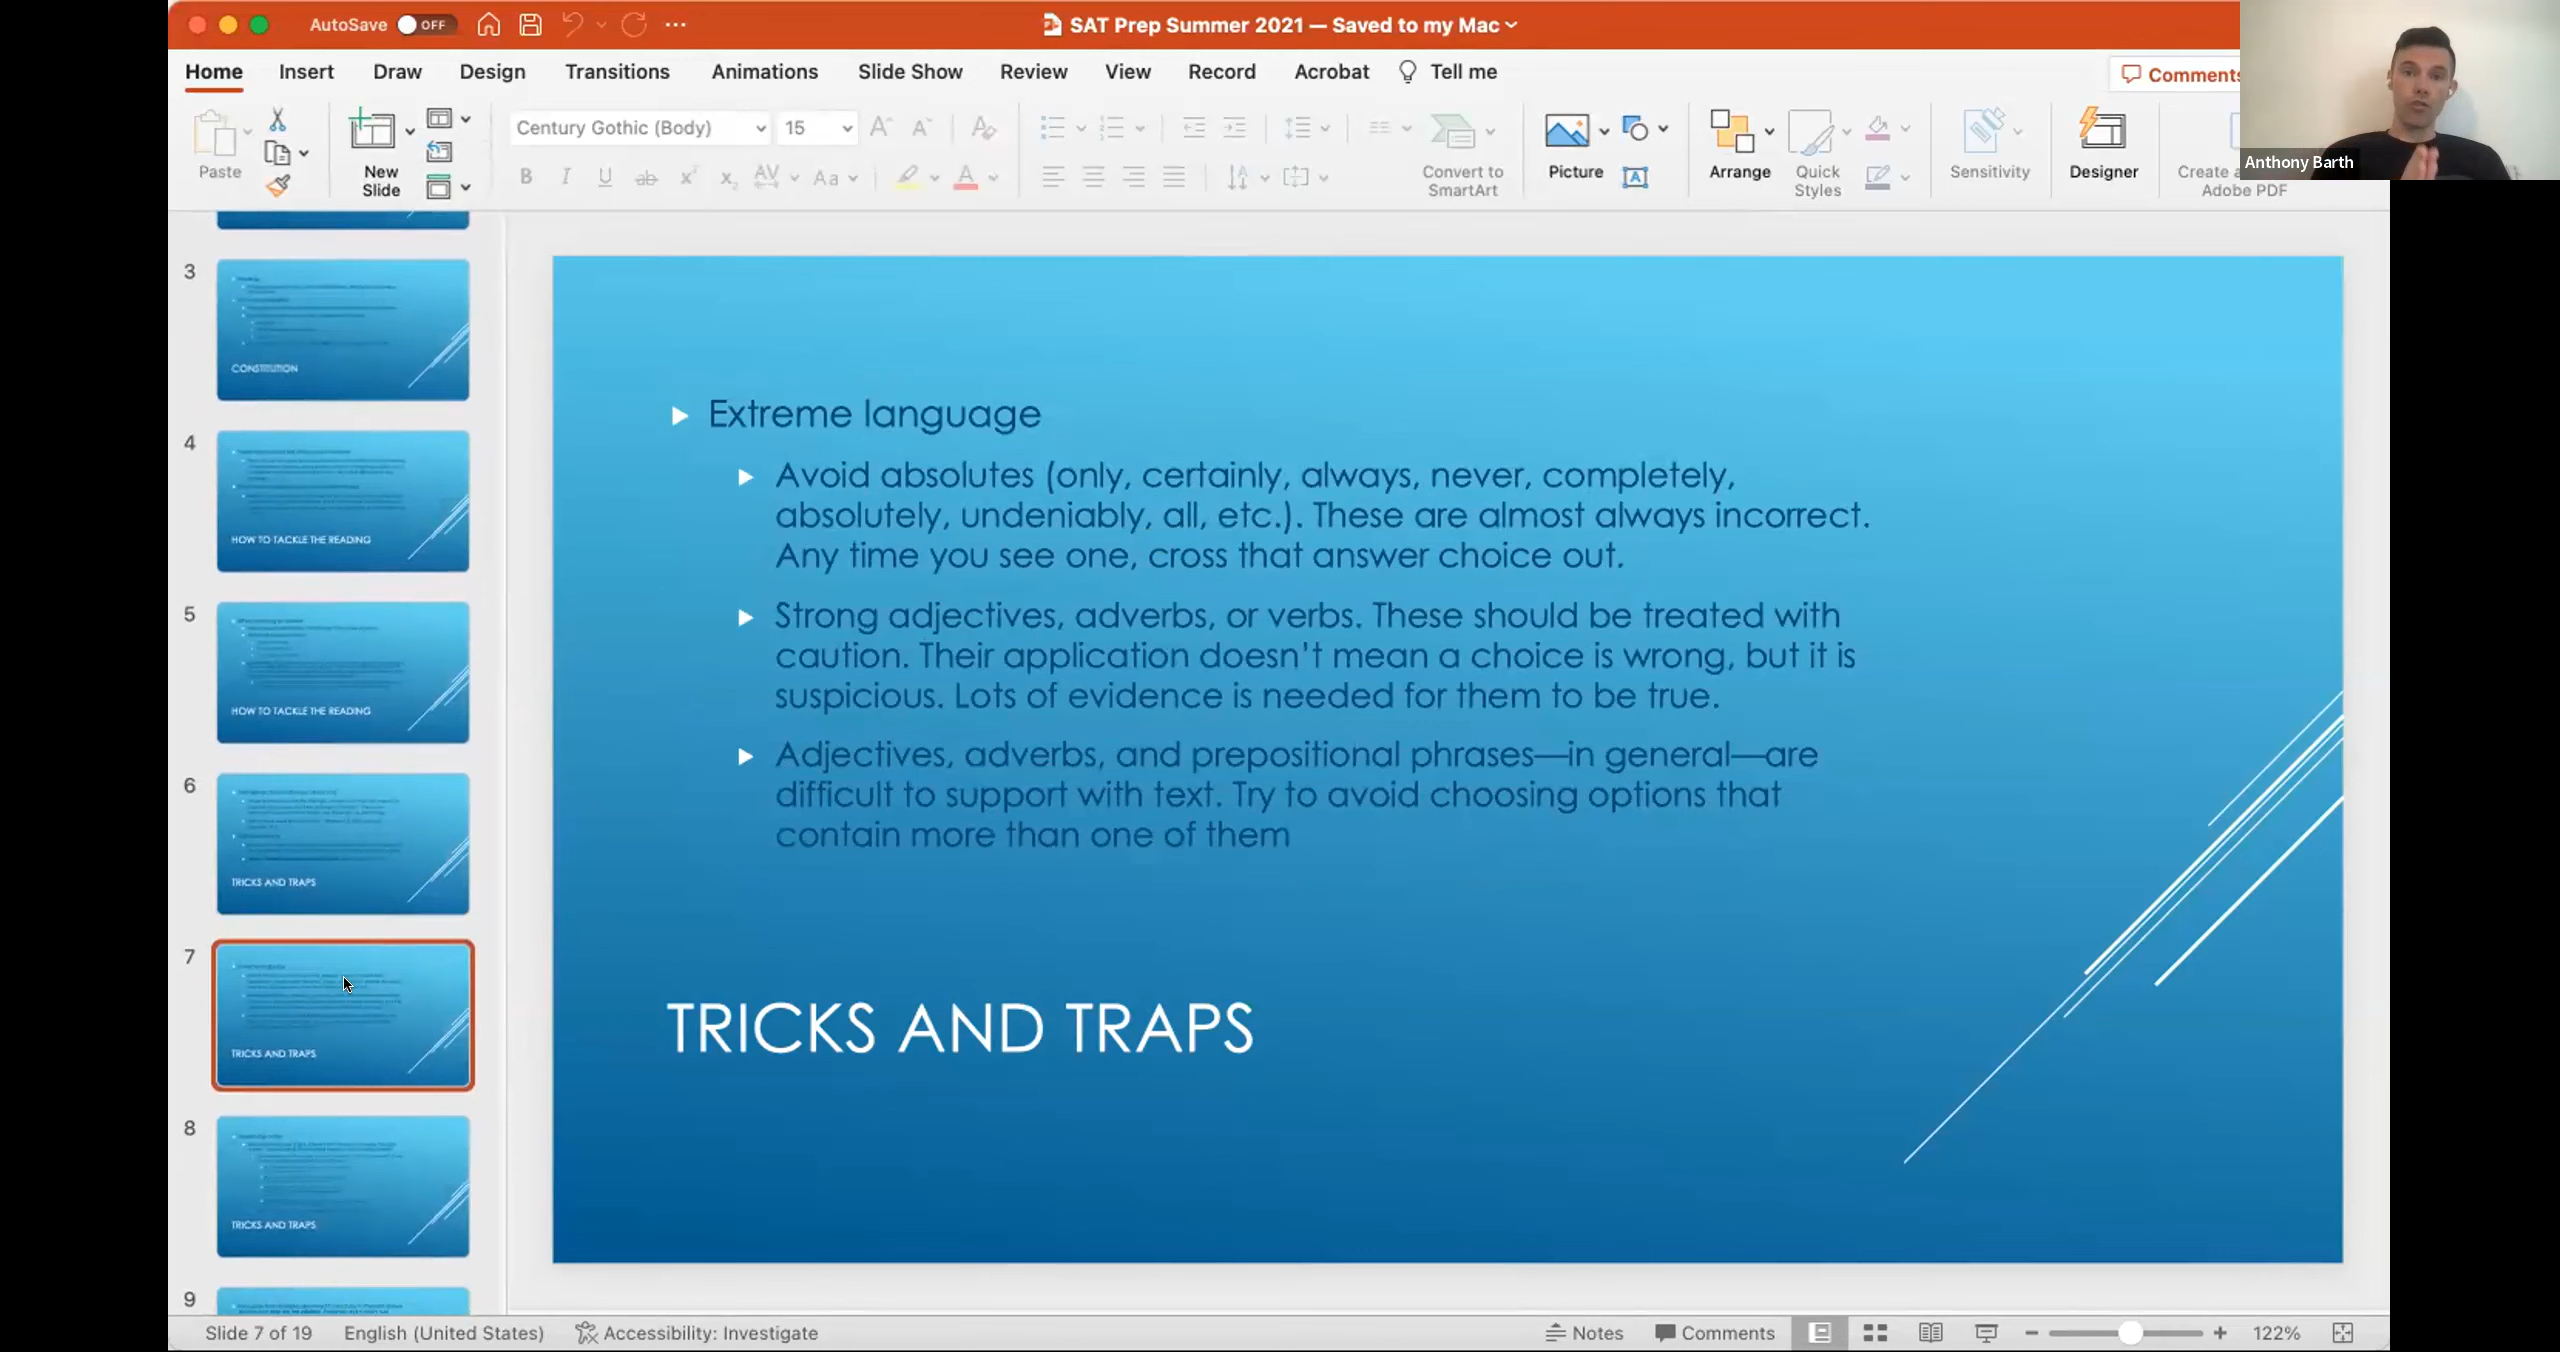 AutoSave OFF
SAT Prep Summer 2021 — Saved to my Mac
Home Insert Draw Design Transitions Animations Slide Show Review View Record Acrobat Tell me
Comments
Paste
New
Slide
Century Gothic (Body) 15
Convert to
SmartArt
Picture
Arrange
Quick
Styles
Sensitivity
Designer
Create a
Adobe PDF
Anthony Barth
3
CONSTITUTION
4
HOW TO TACKLE THE READING
5
HOW TO TACKLE THE READING
6
TRICKS AND TRAPS
7
TRICKS AND TRAPS
8
TRICKS AND TRAPS
9
Extreme language
Avoid absolutes (only, certainly, always, never, completely,
absolutely, undeniably, all, etc.). These are almost always incorrect.
Any time you see one, cross that answer choice out.
Strong adjectives, adverbs, or verbs. These should be treated with
caution. Their application doesn't mean a choice is wrong, but it is
suspicious. Lots of evidence is needed for them to be true.
Adjectives, adverbs, and prepositional phrases—in general—are
difficult to support with text. Try to avoid choosing options that
contain more than one of them
TRICKS AND TRAPS
Slide 7 of 19 English (United States) Accessibility: Investigate Notes Comments 122%